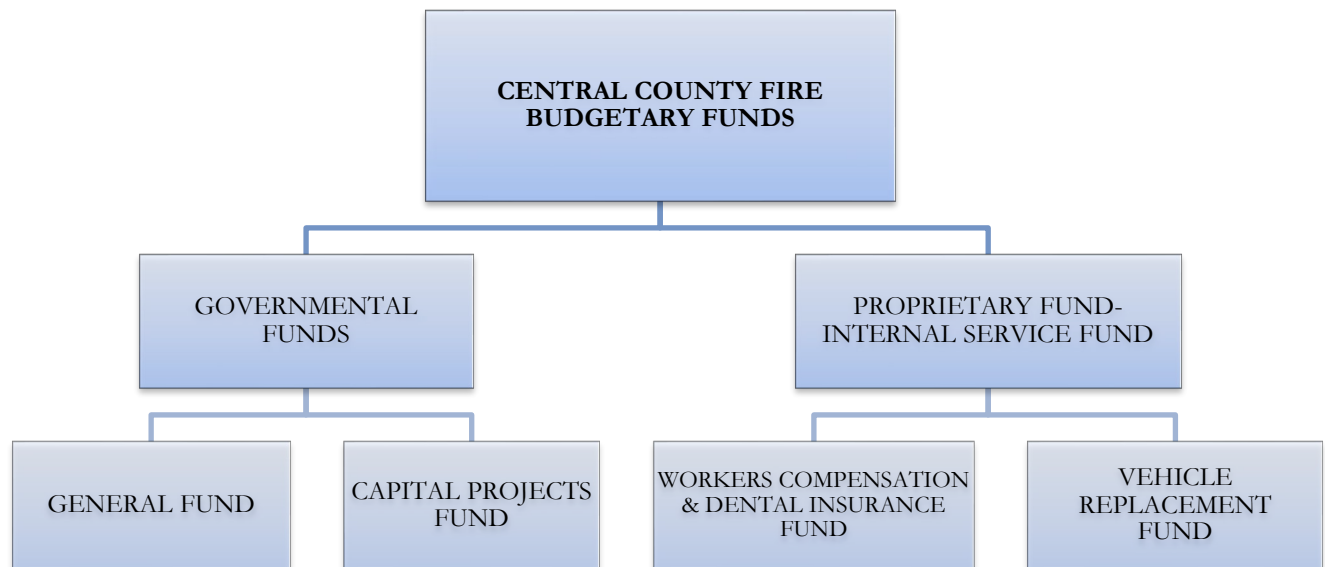 CENTRAL COUNTY FIRE
BUDGETARY FUNDS
GOVERNMENTAL
FUNDS
PROPRIETARY FUND-
INTERNAL SERVICE FUND
GENERAL FUND
CAPITAL PROJECTS
FUND
WORKERS COMPENSATION
& DENTAL INSURANCE
FUND
VEHICLE
REPLACEMENT
FUND